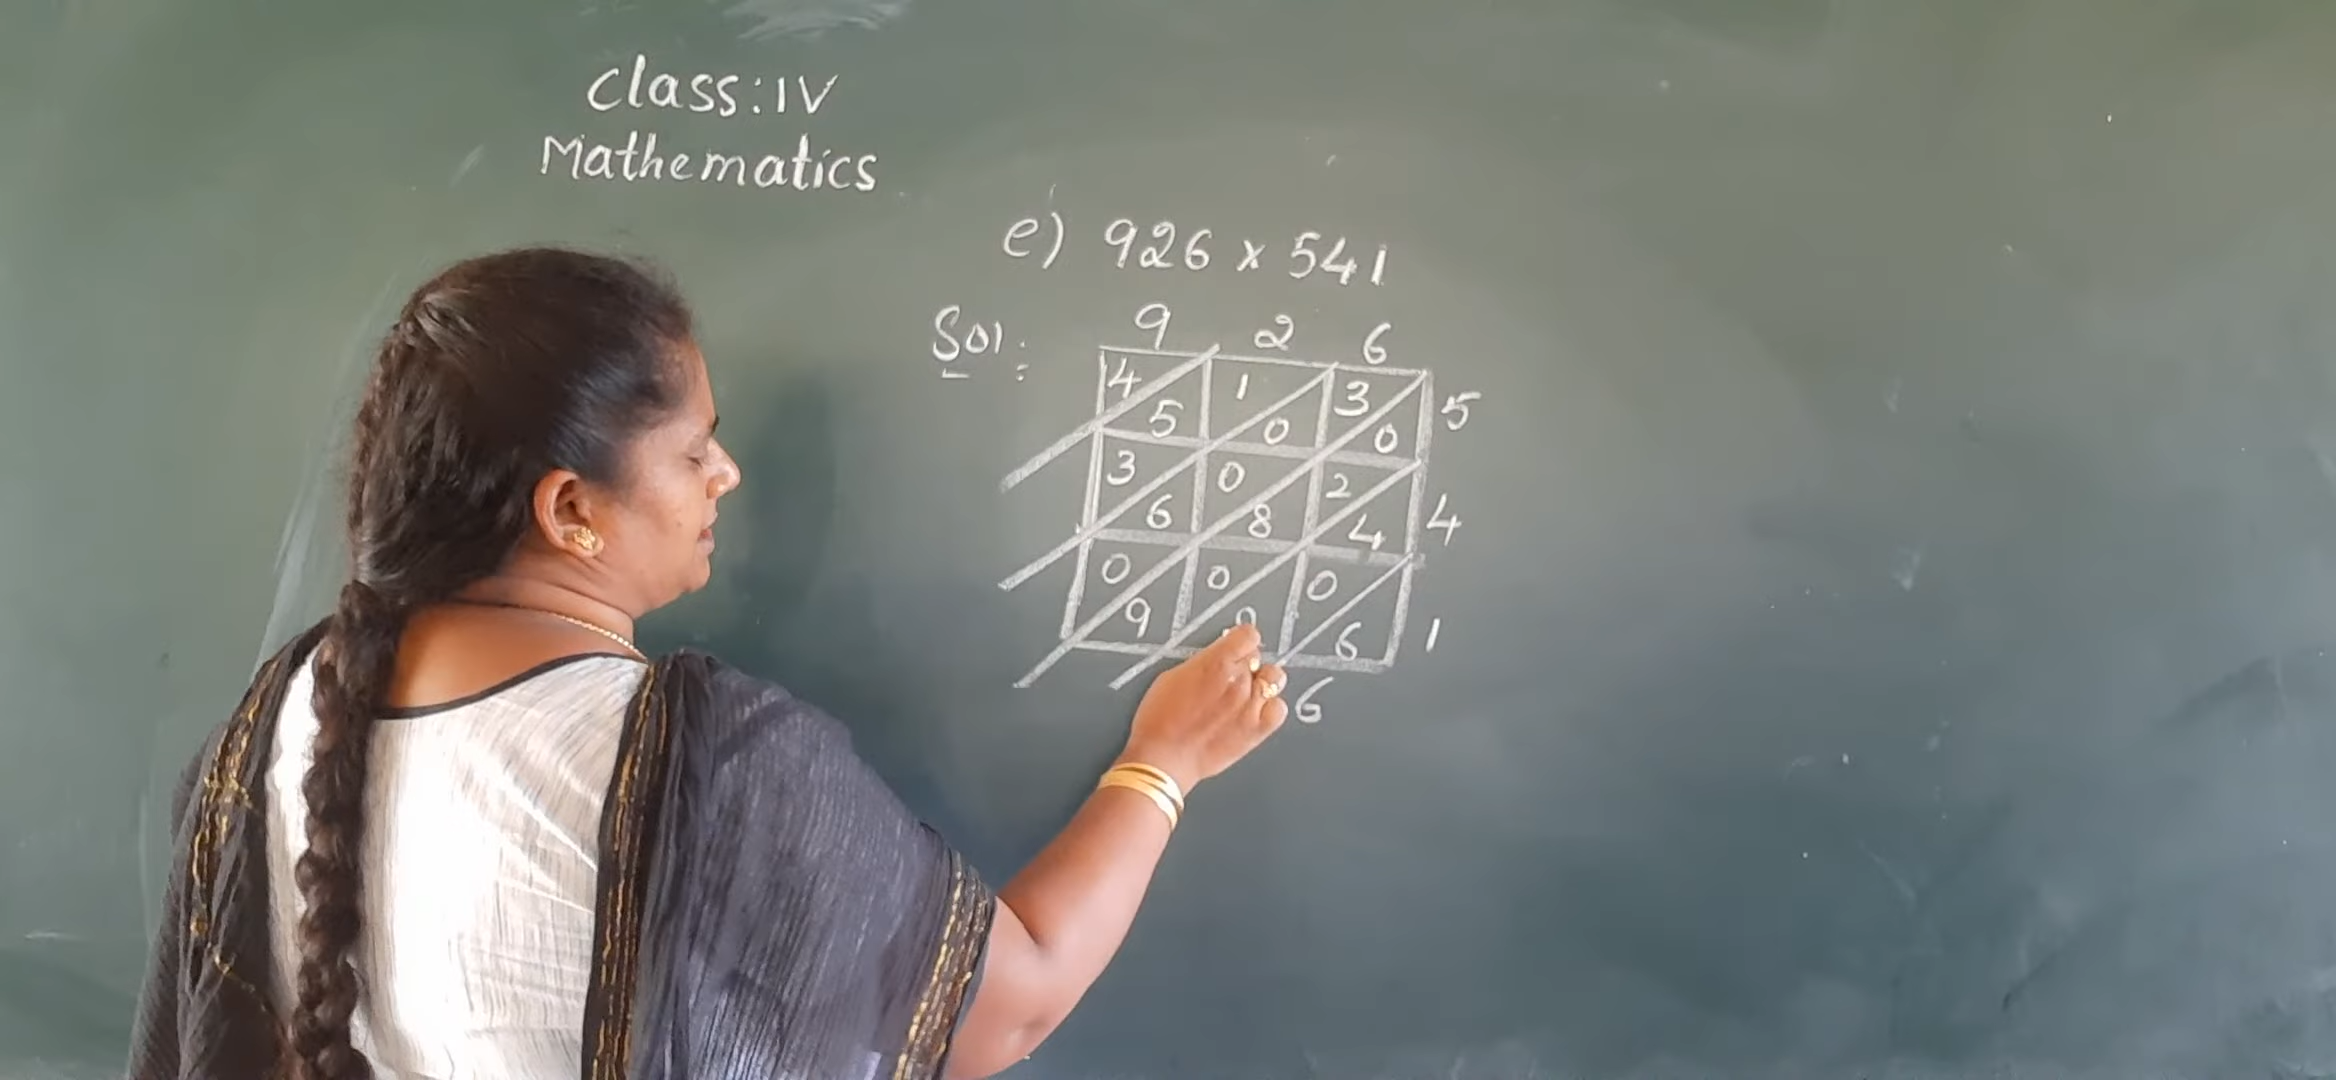 class: IV
Mathematics
e) 926 x 541
Sol:
9 2 6
4 1 3
5 0 0 5
3 0 2
6 8 4 4
0 0 0
9 6 1
6